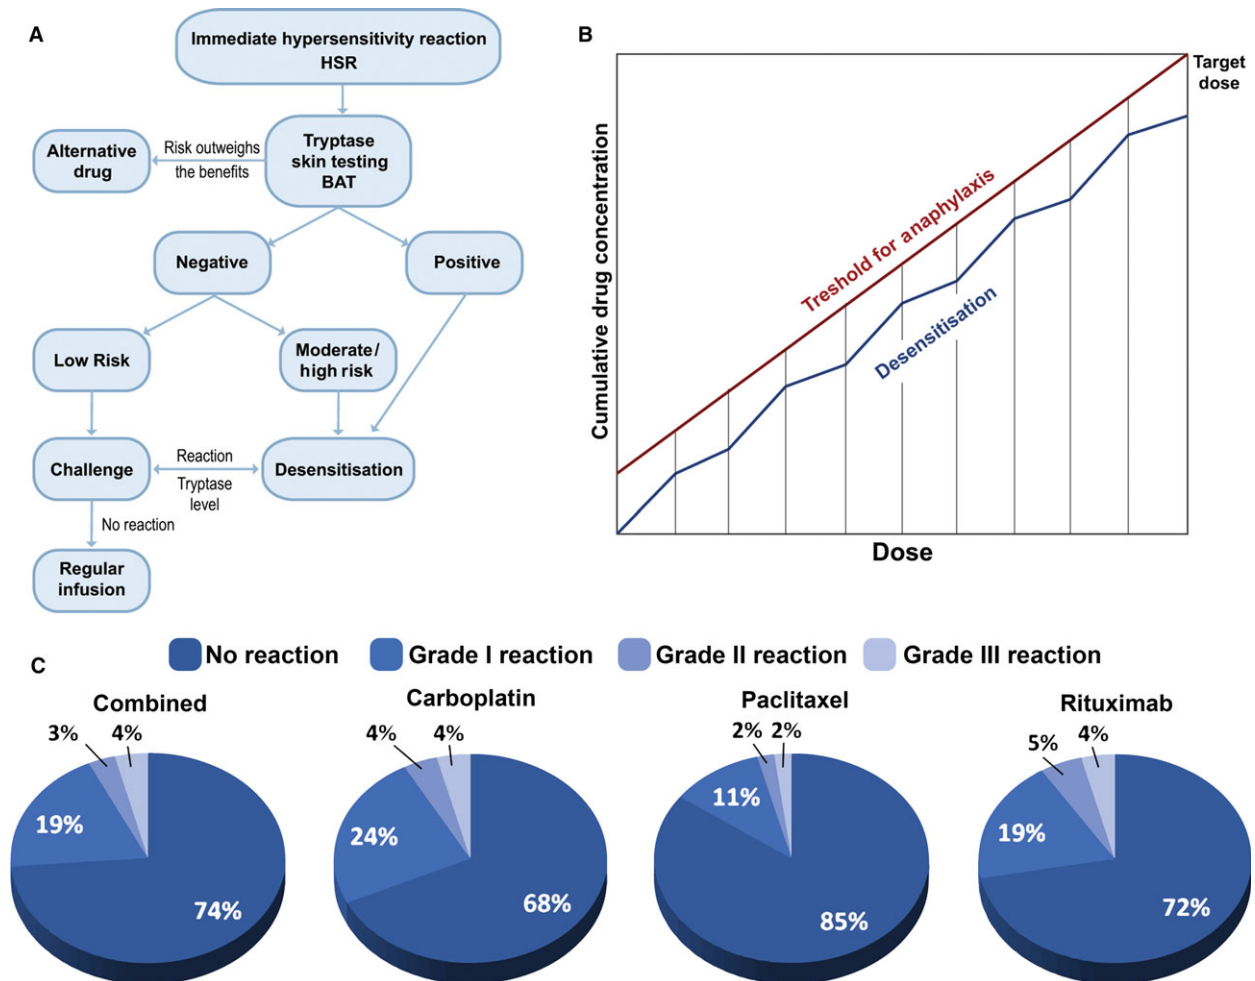 A
Immediate hypersensitivity reaction
HSR
Tryptase
skin testing
BAT
Risk outweighs
the benefits
Alternative
drug
Negative
Positive
Low Risk
Moderate/
high risk
Challenge
Reaction
Tryptase
level
Desensitisation
No reaction
Regular
infusion
B
Target
dose
Cumulative drug concentration
Treshold for anaphylaxis
Desensitisation
Dose
C
No reaction
Grade I reaction
Grade II reaction
Grade III reaction
Combined
3%
4%
19%
74%
Carboplatin
4%
4%
24%
68%
Paclitaxel
2%
2%
11%
85%
Rituximab
5%
4%
19%
72%